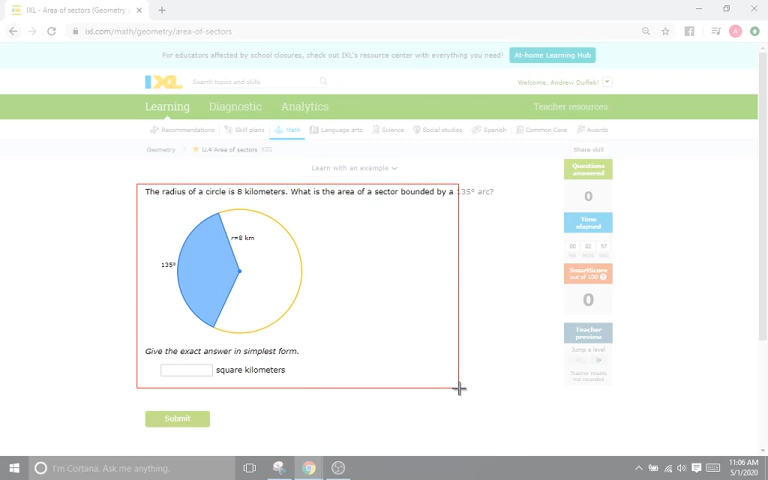 IXL - Area of sectors (Geometry
ixl.com/math/geometry/area-of-sectors
For educators affected by school closures, check out IXL's resource center with everything you need! At-home Learning Hub
IXL Search topics and skills Welcome, Andrew Duffek!
Learning Diagnostic Analytics Teacher resources
Recommendations Skill plans Math Language arts Science Social studies Spanish Common Core Awards
Geometry U.4 Area of sectors Share skill
Learn with an example
Questions answered
0
The radius of a circle is 8 kilometers. What is the area of a sector bounded by a 135° arc?
Time elapsed
r=8 km
135°
SmartScore
out of 100 ?
0
Teacher preview
Jump a level
Teacher results not recorded
Give the exact answer in simplest form.
square kilometers
Submit
I'm Cortana. Ask me anything.
11:06 AM
5/1/2020